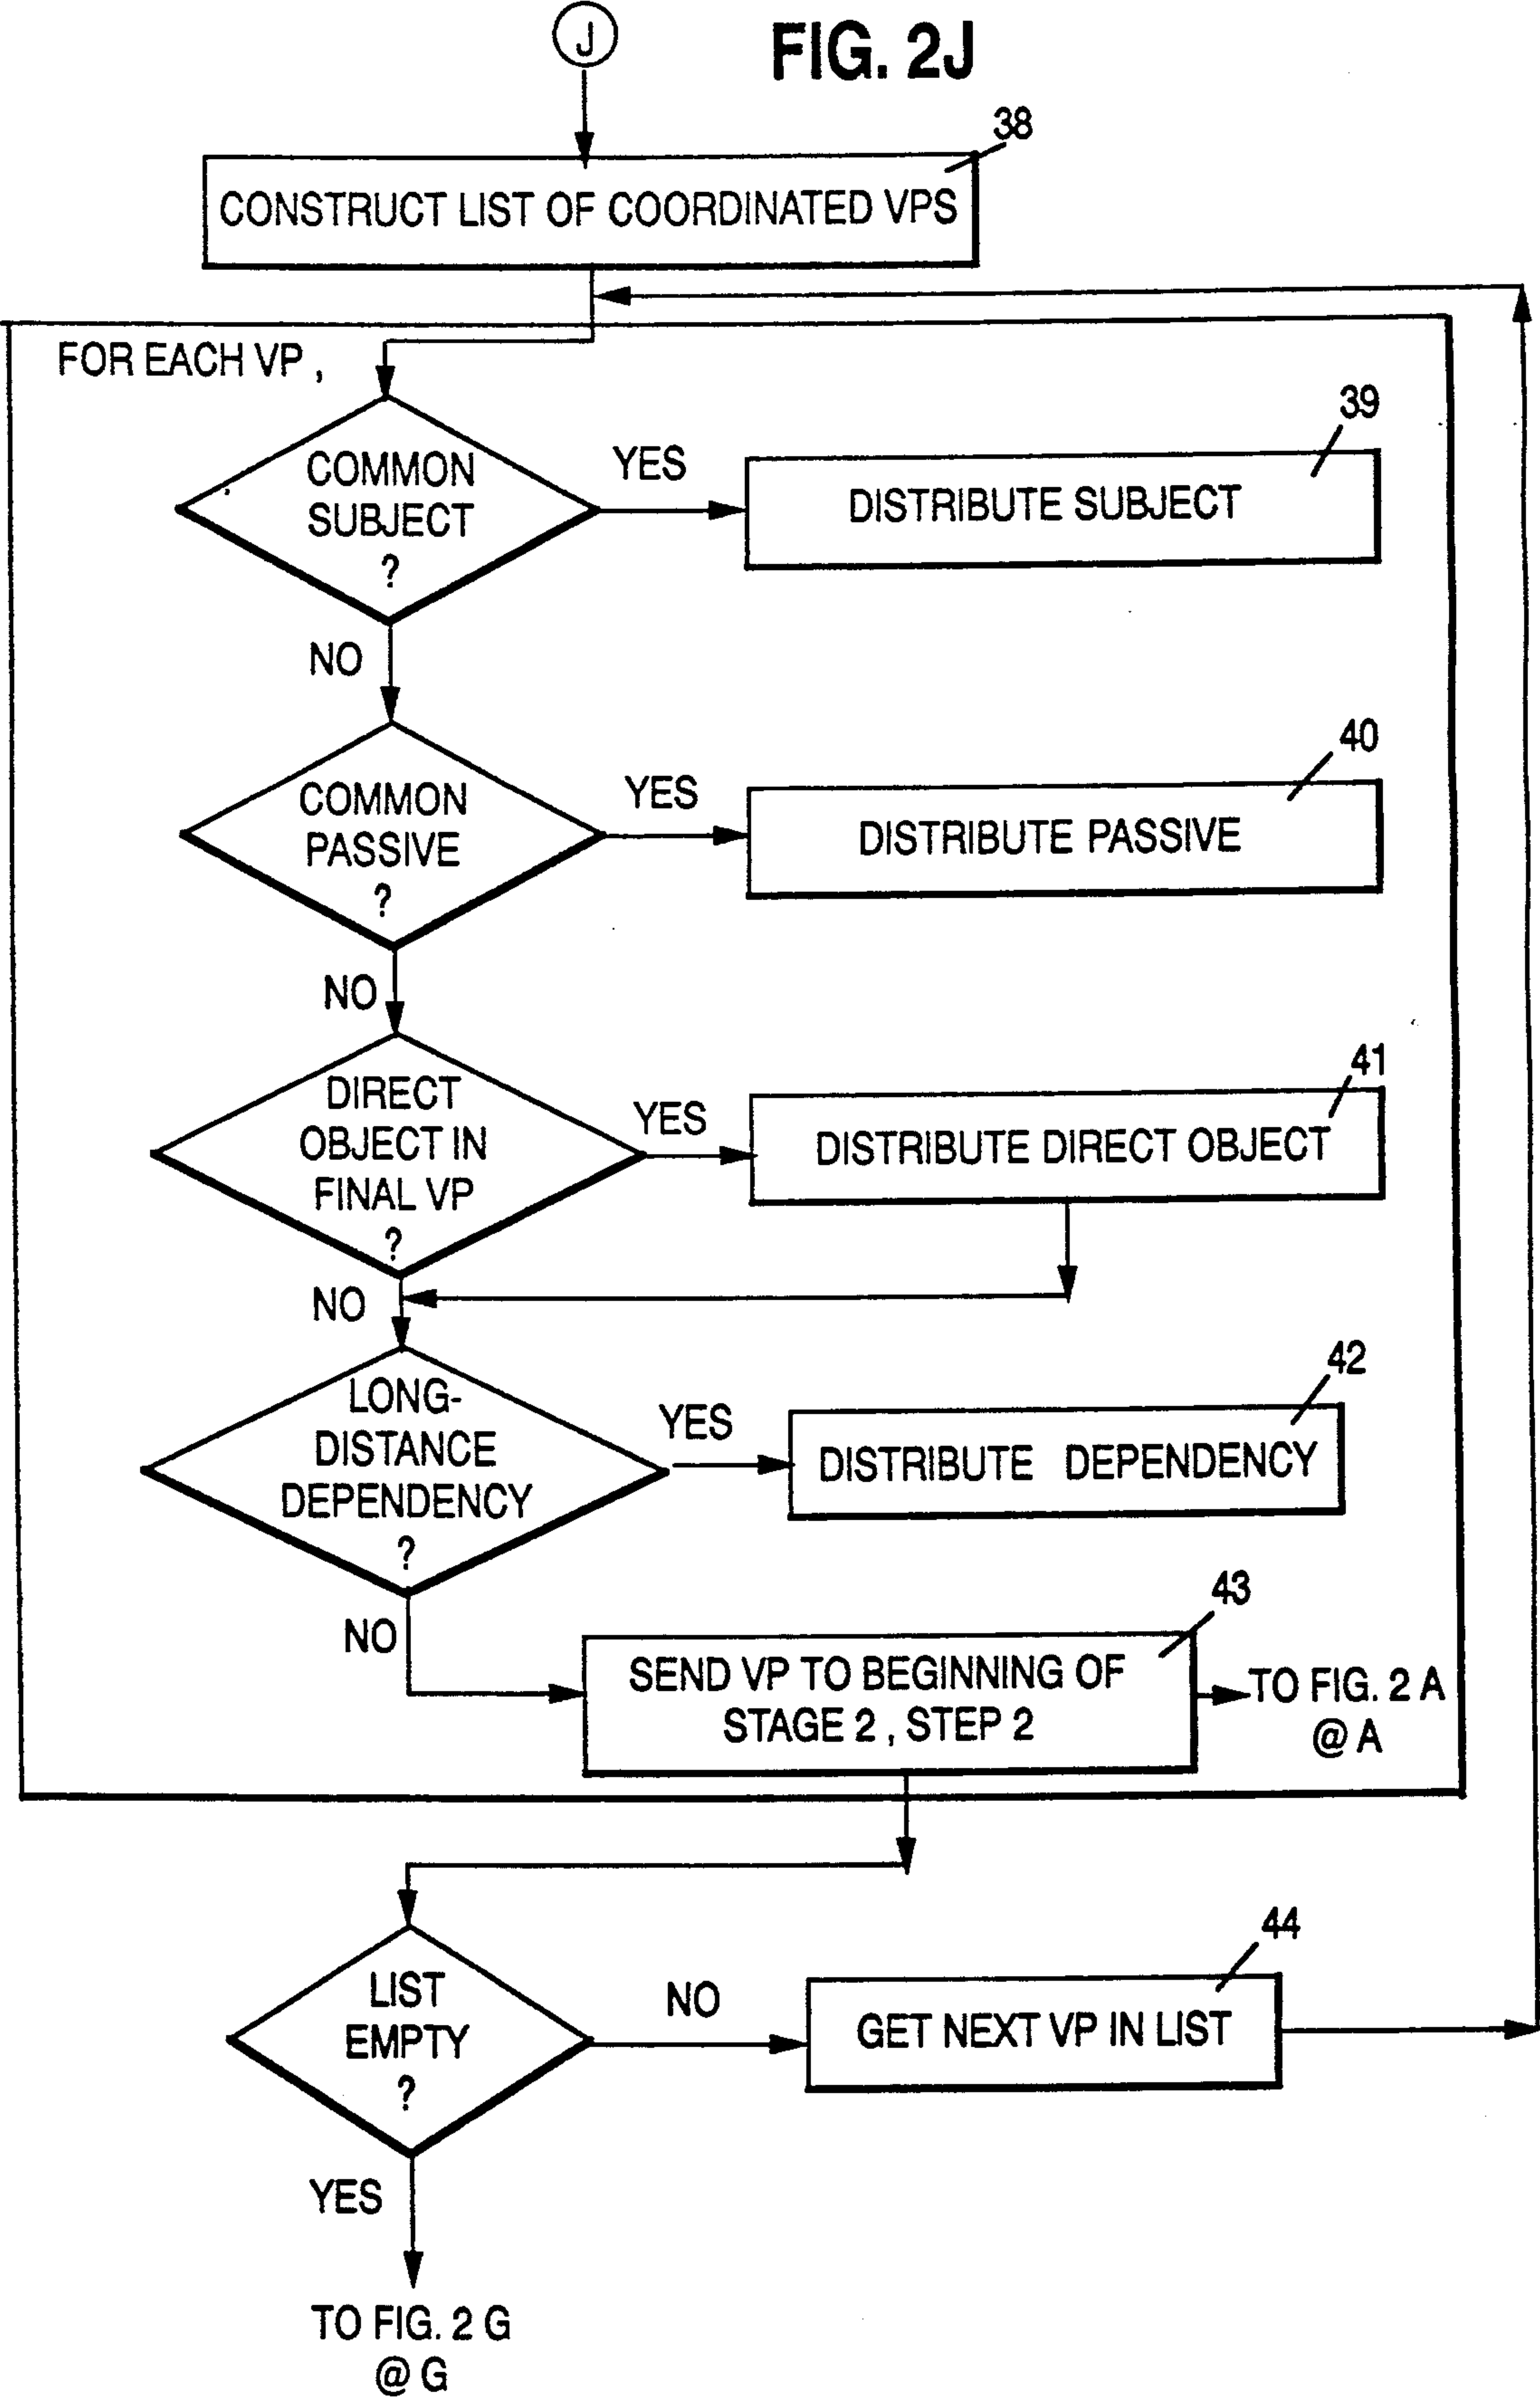 J
FIG. 2J
38
CONSTRUCT LIST OF COORDINATED VPS
FOR EACH VP ,
COMMON
SUBJECT
?
YES
39
DISTRIBUTE SUBJECT
NO
COMMON
PASSIVE
?
YES
40
DISTRIBUTE PASSIVE
NO
DIRECT
OBJECT IN
FINAL VP
?
YES
41
DISTRIBUTE DIRECT OBJECT
NO
LONG-
DISTANCE
DEPENDENCY
?
YES
42
DISTRIBUTE DEPENDENCY
NO
43
SEND VP TO BEGINNING OF
STAGE 2 , STEP 2
TO FIG. 2 A
@ A
LIST
EMPTY
?
NO
44
GET NEXT VP IN LIST
YES
TO FIG. 2 G
@ G